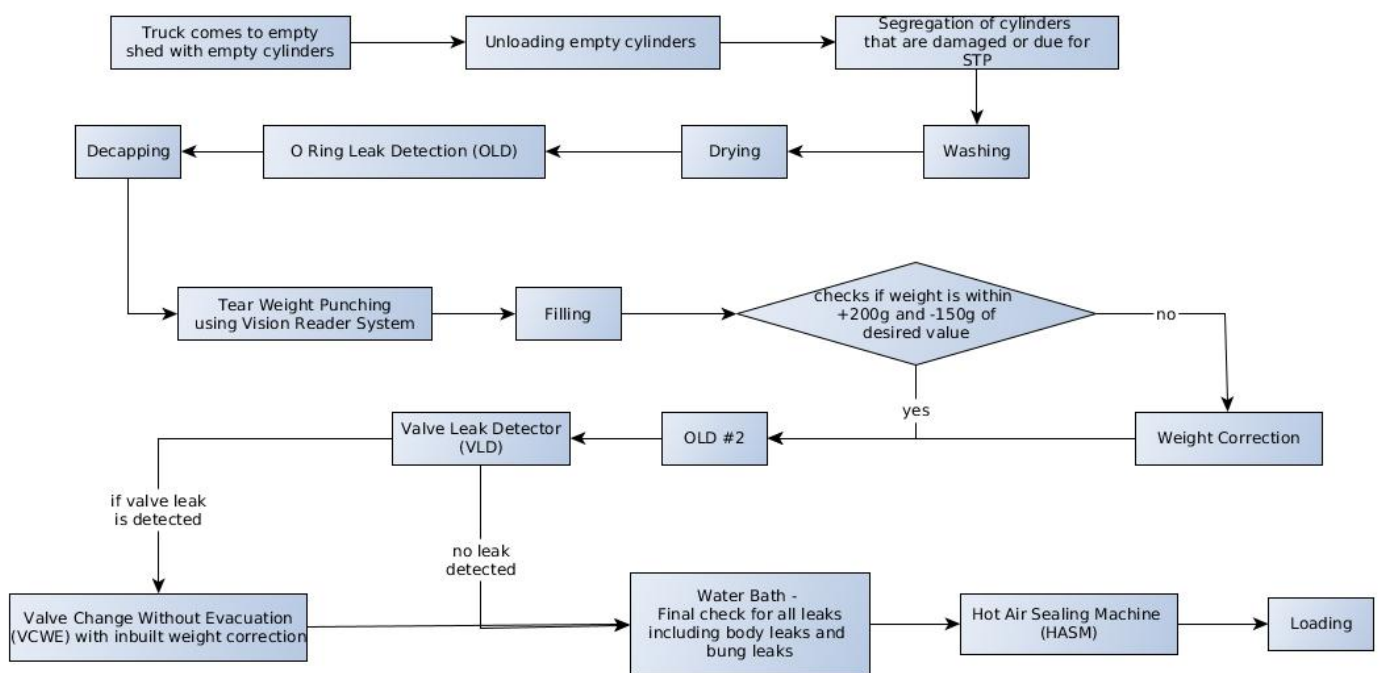 Truck comes to empty
shed with empty cylinders
Unloading empty cylinders
Segregation of cylinders
that are damaged or due for
STP
Decapping
O Ring Leak Detection (OLD)
Drying
Washing
Tear Weight Punching
using Vision Reader System
Filling
checks if weight is within
+200g and -150g of
desired value
no
yes
Valve Leak Detector
(VLD)
OLD #2
Weight Correction
if valve leak
is detected
no leak
detected
Valve Change Without Evacuation
(VCWE) with inbuilt weight correction
Water Bath -
Final check for all leaks
including body leaks and
bung leaks
Hot Air Sealing Machine
(HASM)
Loading